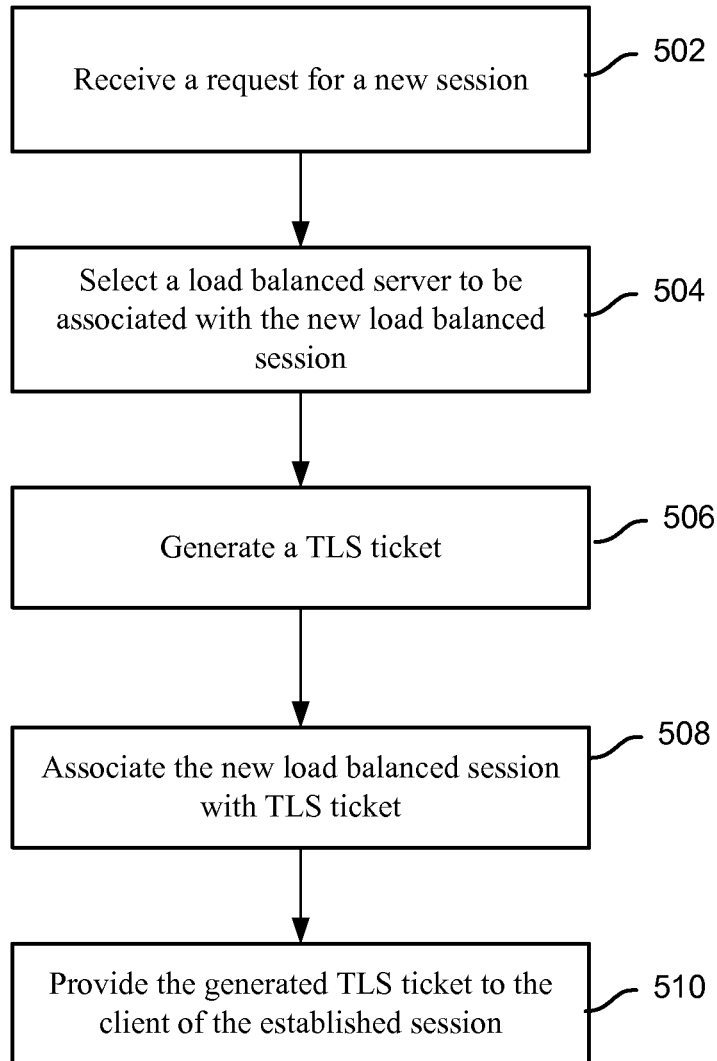 Receive a request for a new session
502
Select a load balanced server to be
associated with the new load balanced
session
504
Generate a TLS ticket
506
Associate the new load balanced session
with TLS ticket
508
Provide the generated TLS ticket to the
client of the established session
510